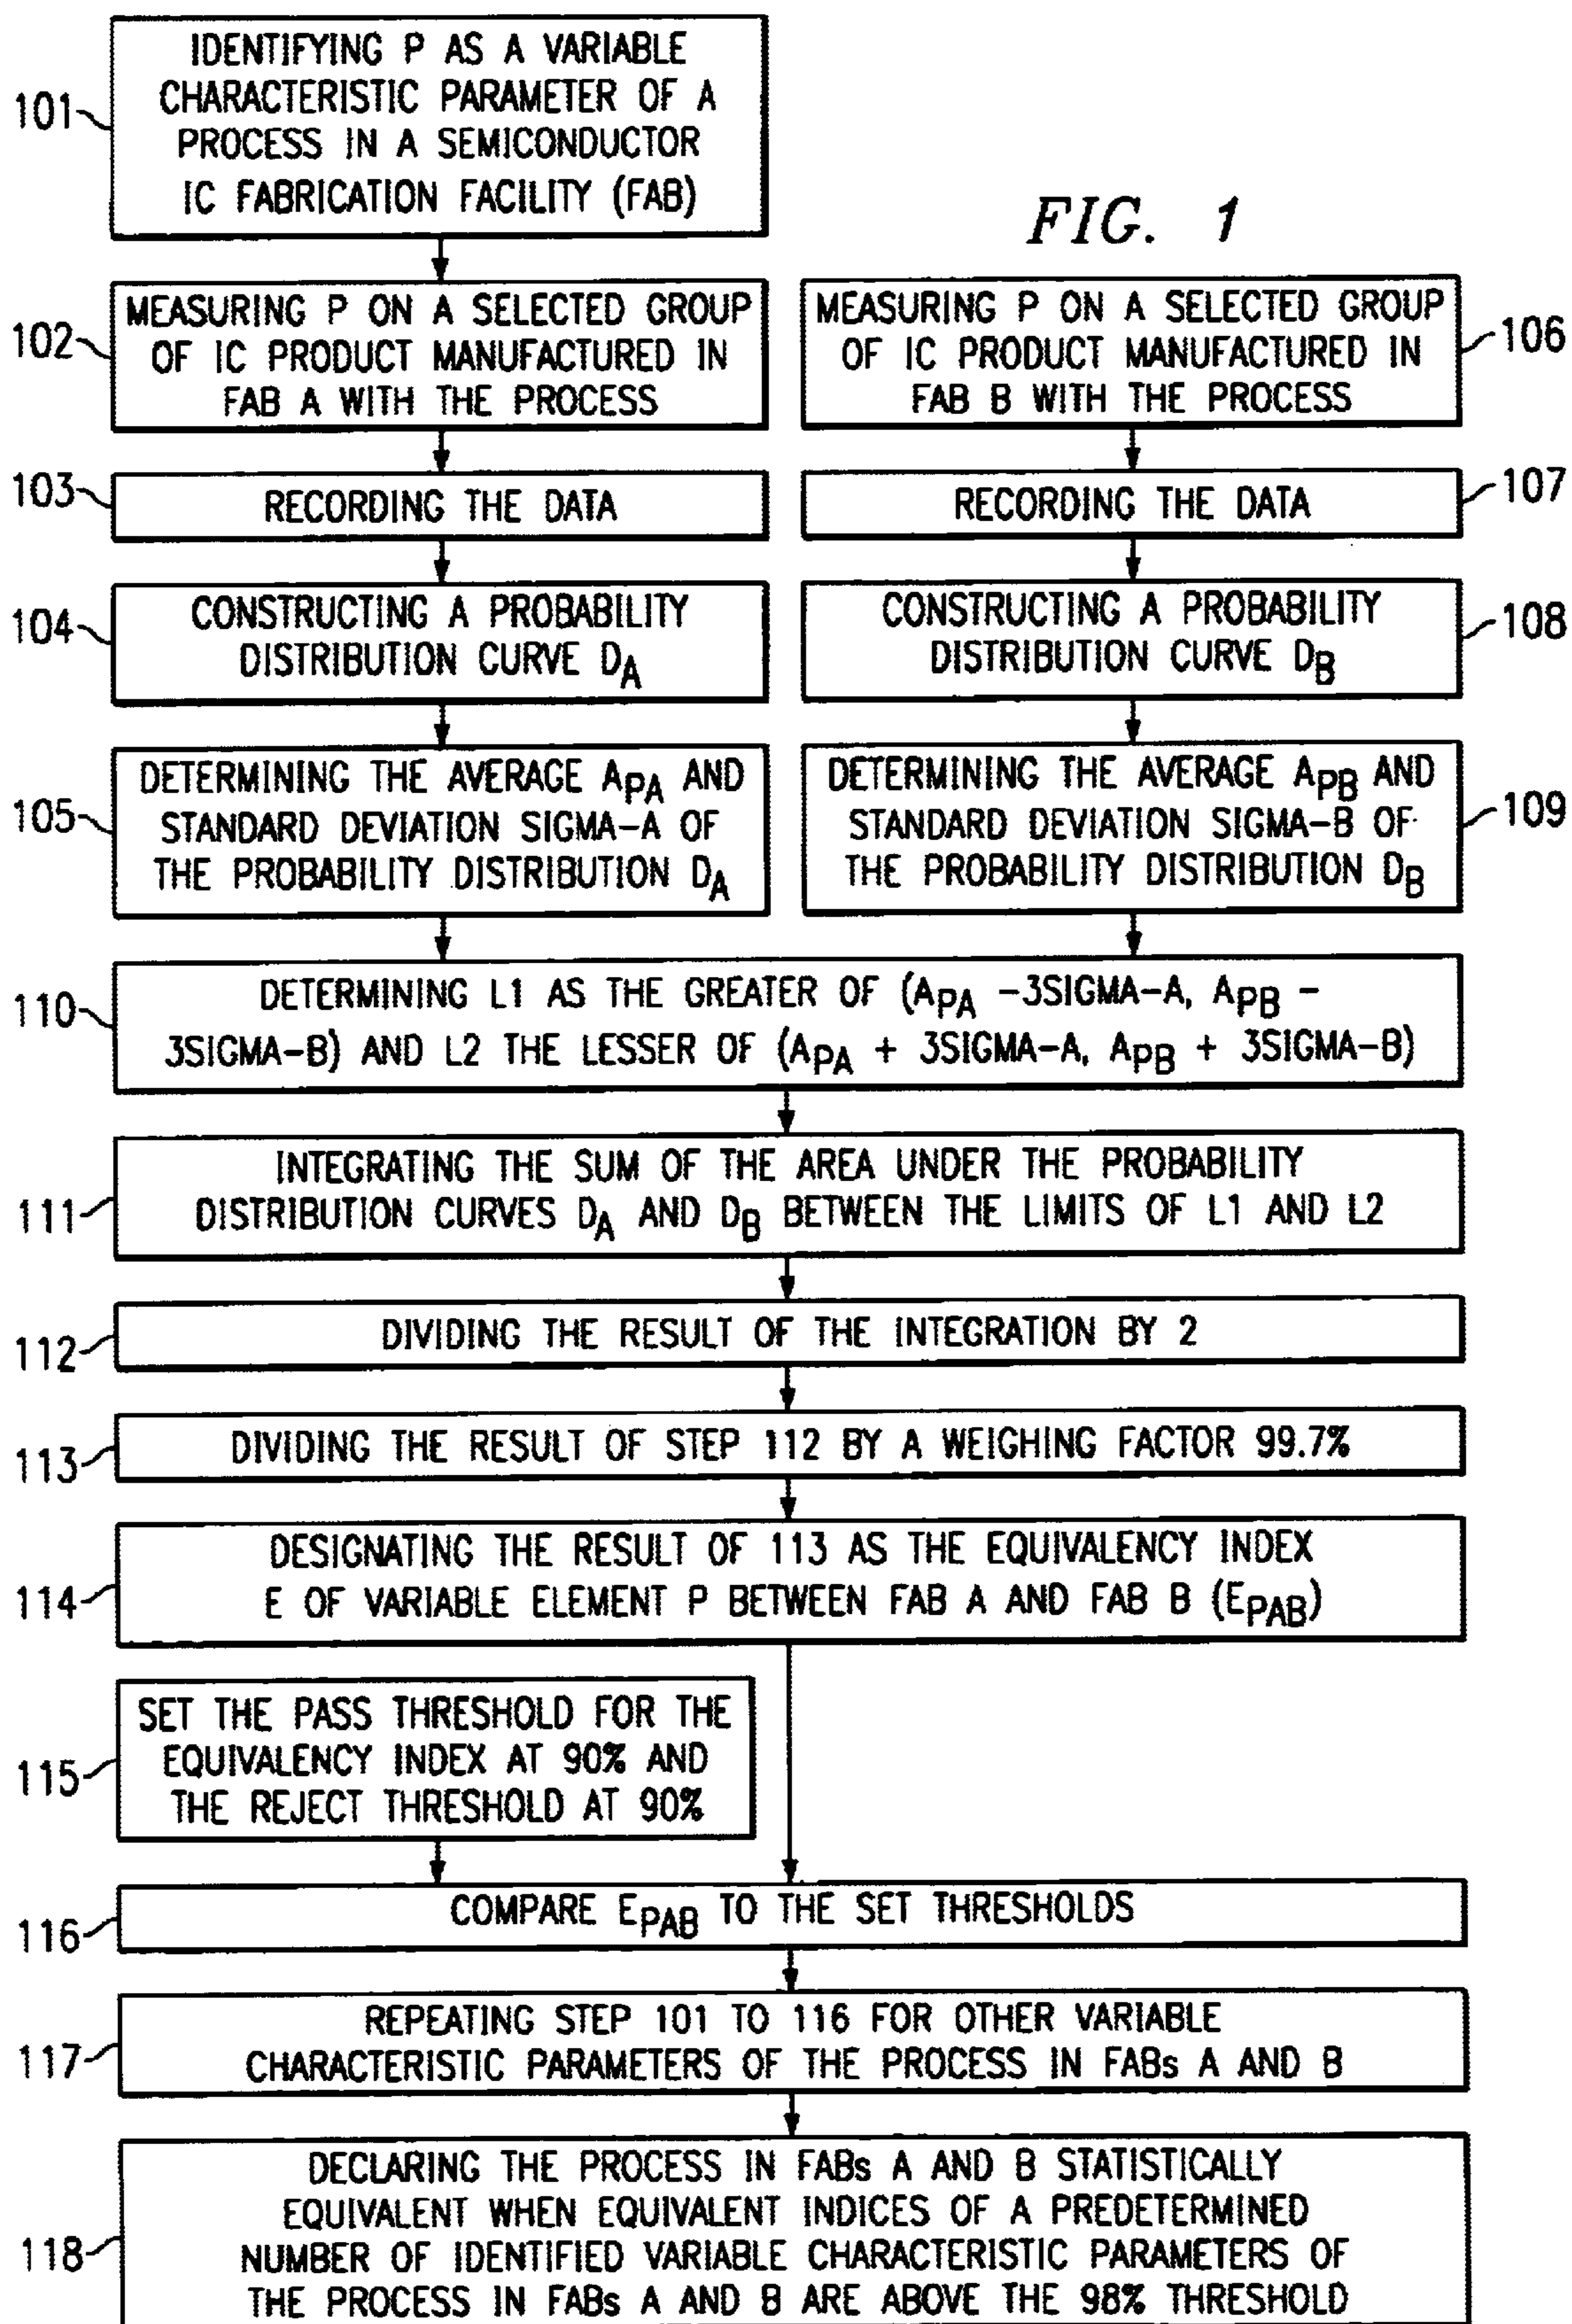 101
IDENTIFYING P AS A VARIABLE
CHARACTERISTIC PARAMETER OF A
PROCESS IN A SEMICONDUCTOR
IC FABRICATION FACILITY (FAB)
FIG. 1
102
MEASURING P ON A SELECTED GROUP
OF IC PRODUCT MANUFACTURED IN
FAB A WITH THE PROCESS
103
RECORDING THE DATA
104
CONSTRUCTING A PROBABILITY
DISTRIBUTION CURVE DA
105
DETERMINING THE AVERAGE APA AND
STANDARD DEVIATION SIGMA-A OF
THE PROBABILITY DISTRIBUTION DA
MEASURING P ON A SELECTED GROUP
OF IC PRODUCT MANUFACTURED IN
FAB B WITH THE PROCESS
106
RECORDING THE DATA
107
CONSTRUCTING A PROBABILITY
DISTRIBUTION CURVE DB
108
DETERMINING THE AVERAGE APB AND
STANDARD DEVIATION SIGMA-B OF
THE PROBABILITY DISTRIBUTION DB
109
110
DETERMINING L1 AS THE GREATER OF (APA -3SIGMA-A, APB -
3SIGMA-B) AND L2 THE LESSER OF (APA + 3SIGMA-A, APB + 3SIGMA-B)
111
INTEGRATING THE SUM OF THE AREA UNDER THE PROBABILITY
DISTRIBUTION CURVES DA AND DB BETWEEN THE LIMITS OF L1 AND L2
112
DIVIDING THE RESULT OF THE INTEGRATION BY 2
113
DIVIDING THE RESULT OF STEP 112 BY A WEIGHING FACTOR 99.7%
114
DESIGNATING THE RESULT OF 113 AS THE EQUIVALENCY INDEX
E OF VARIABLE ELEMENT P BETWEEN FAB A AND FAB B (EPAB)
115
SET THE PASS THRESHOLD FOR THE
EQUIVALENCY INDEX AT 90% AND
THE REJECT THRESHOLD AT 90%
116
COMPARE EPAB TO THE SET THRESHOLDS
117
REPEATING STEP 101 TO 116 FOR OTHER VARIABLE
CHARACTERISTIC PARAMETERS OF THE PROCESS IN FABs A AND B
118
DECLARING THE PROCESS IN FABs A AND B STATISTICALLY
EQUIVALENT WHEN EQUIVALENT INDICES OF A PREDETERMINED
NUMBER OF IDENTIFIED VARIABLE CHARACTERISTIC PARAMETERS OF
THE PROCESS IN FABs A AND B ARE ABOVE THE 98% THRESHOLD